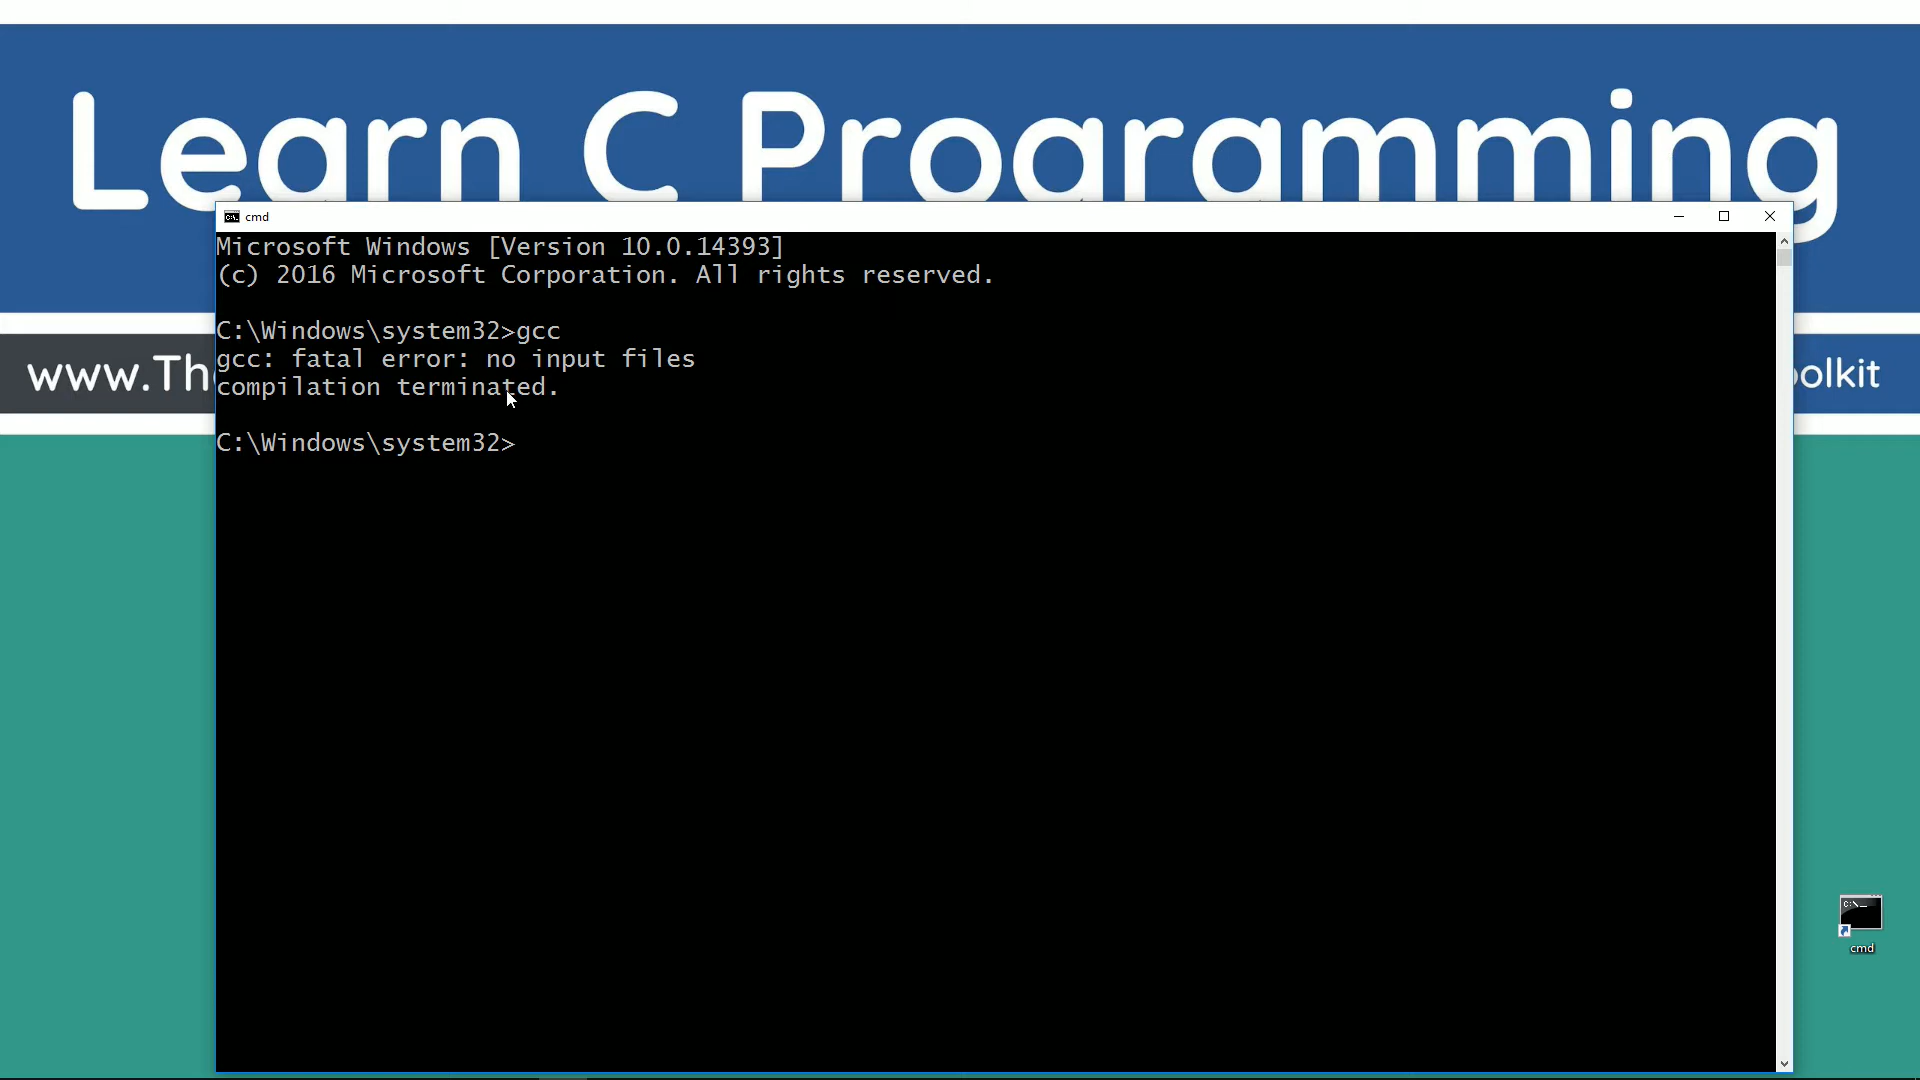 Learn C Programming
cmd
Microsoft Windows [Version 10.0.14393]
(c) 2016 Microsoft Corporation. All rights reserved.
C:\Windows\system32>gcc
gcc: fatal error: no input files
www.Th
olkit
compilation terminated.
C:\Windows\system32>
C:\._
cmd